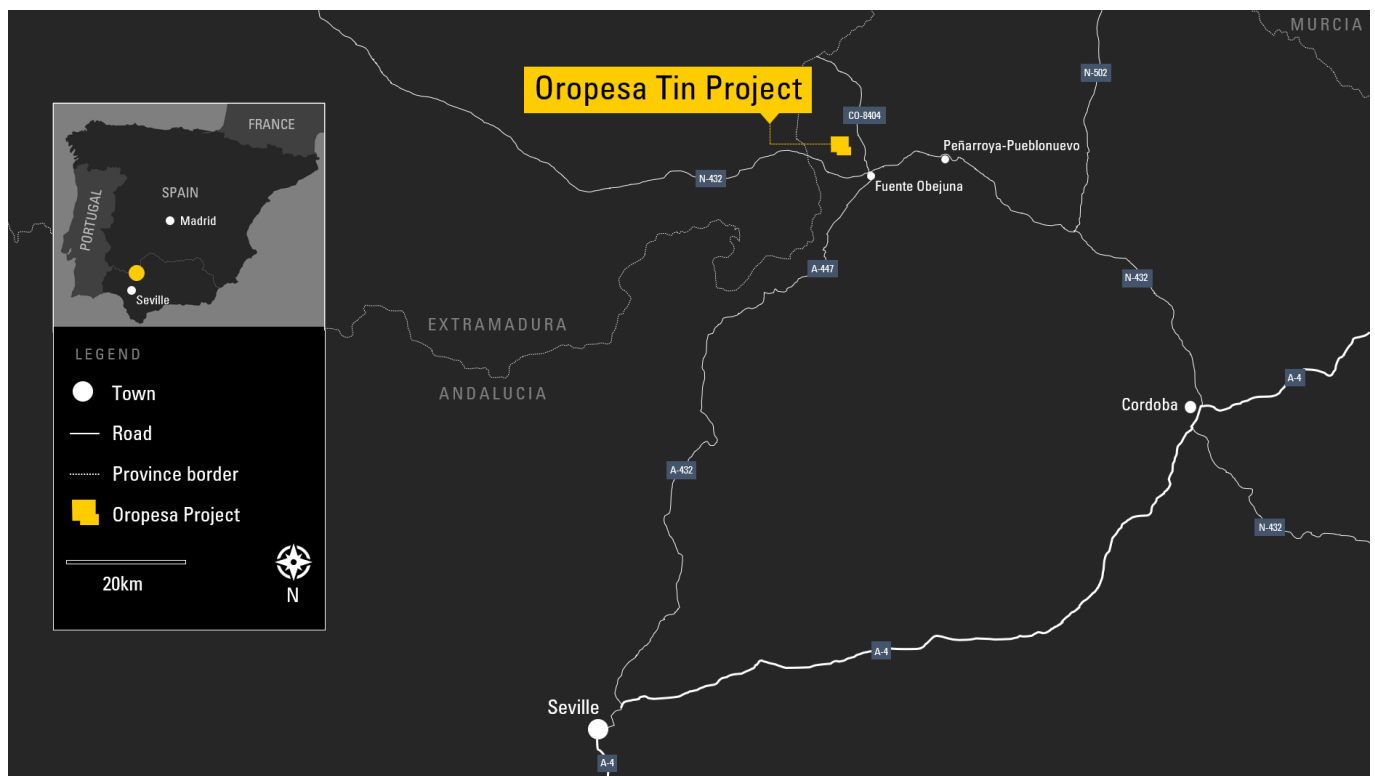 MURCIA
Oropesa Tin Project
N-502
CO-8404
Peñarroya-Pueblonuevo
N-432
Fuente Obejuna
A-447
N-432
EXTRAMADURA
ANDALUCIA
A-4
Cordoba
A-432
N-432
A-4
Seville
A-4
FRANCE
SPAIN
PORTUGAL
Madrid
Seville
LEGEND
Town
Road
Province border
Oropesa Project
20km
N